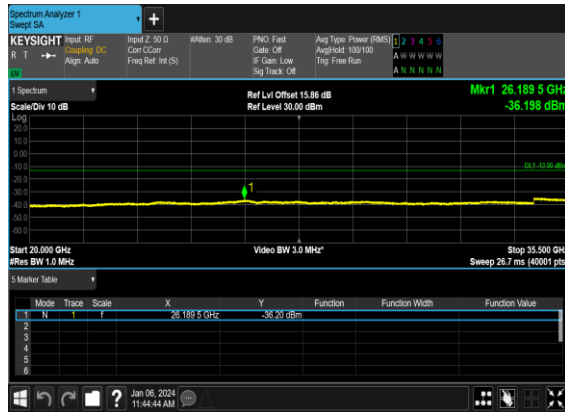 Spectrum Analyzer 1
Swept SA
+
KEYSIGHT Input: RF Input Z: 50 Ω #Atten: 30 dB PNO: Fast Avg Type: Power (RMS) 1 2 3 4 5 6
R T Coupling: DC Corr CCorr Gate: Off Avg|Hold: 100/100 A W W W W W
Align: Auto Freq Ref: Int (S) IF Gain: Low Trig: Free Run
LU Sig Track: Off A N N N N N
1 Spectrum Ref Lvl Offset 15.86 dB Mkr1 26.189 5 GHz
Scale/Div 10 dB Ref Level 30.00 dBm -36.198 dBm
Log
20.0
10.0
0.00
-10.0 DL1 -13.00 dBm
-20.0
-30.0 1
-40.0
-50.0
-60.0
Start 20.000 GHz Video BW 3.0 MHz* Stop 35.500 GHz
#Res BW 1.0 MHz Sweep 26.7 ms (40001 pts)
5 Marker Table
Mode Trace Scale X Y Function Function Width Function Value
1 N 1 f 26.189 5 GHz -36.20 dBm
2
3
4
5
6
? Jan 06, 2024
11:44:44 AM